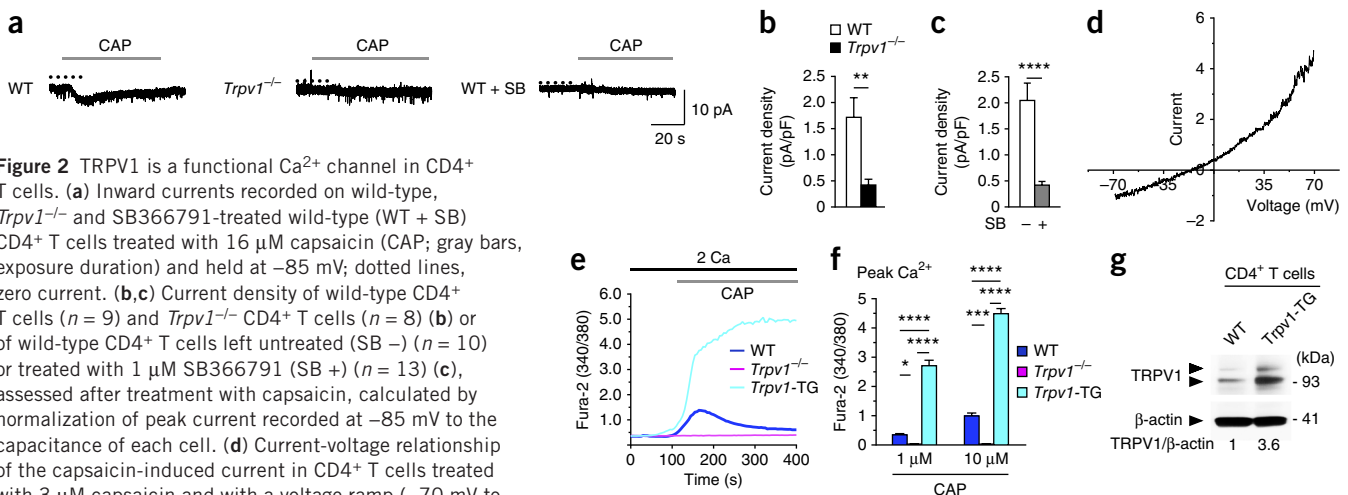 a
CAP
CAP
CAP
WT
Trpv1–/–
WT + SB
10 pA
20 s
b
WT
Trpv1–/–
2.5
2.0
1.5
1.0
0.5
0
Current density
(pA/pF)
**
c
****
2.5
2.0
1.5
1.0
0.5
0
Current density
(pA/pF)
SB – +
d
6
4
2
–2
Current
–70 –35 0 35 70
Voltage (mV)
Figure 2 TRPV1 is a functional Ca2+ channel in CD4+
T cells. (a) Inward currents recorded on wild-type,
Trpv1–/– and SB366791-treated wild-type (WT + SB)
CD4+ T cells treated with 16 μM capsaicin (CAP; gray bars,
exposure duration) and held at –85 mV; dotted lines,
zero current. (b,c) Current density of wild-type CD4+
T cells (n = 9) and Trpv1–/– CD4+ T cells (n = 8) (b) or
of wild-type CD4+ T cells left untreated (SB –) (n = 10)
or treated with 1 μM SB366791 (SB +) (n = 13) (c),
assessed after treatment with capsaicin, calculated by
normalization of peak current recorded at –85 mV to the
capacitance of each cell. (d) Current-voltage relationship
of the capsaicin-induced current in CD4+ T cells treated
with 3 μM capsaicin and with a voltage ramp (–70 mV to
e
2 Ca
CAP
6.0
5.0
4.0
3.0
2.0
1.0
Fura-2 (340/380)
WT
Trpv1–/–
Trpv1-TG
0 100 200 300 400
Time (s)
f
Peak Ca2+
5
4
3
2
1
0
Fura-2 (340/380)
****
****
*
****
****
***
WT
Trpv1–/–
Trpv1-TG
1 μM 10 μM
CAP
g
CD4+ T cells
WT
Trpv1-TG
(kDa)
TRPV1
- 93
β-actin
- 41
TRPV1/β-actin 1 3.6